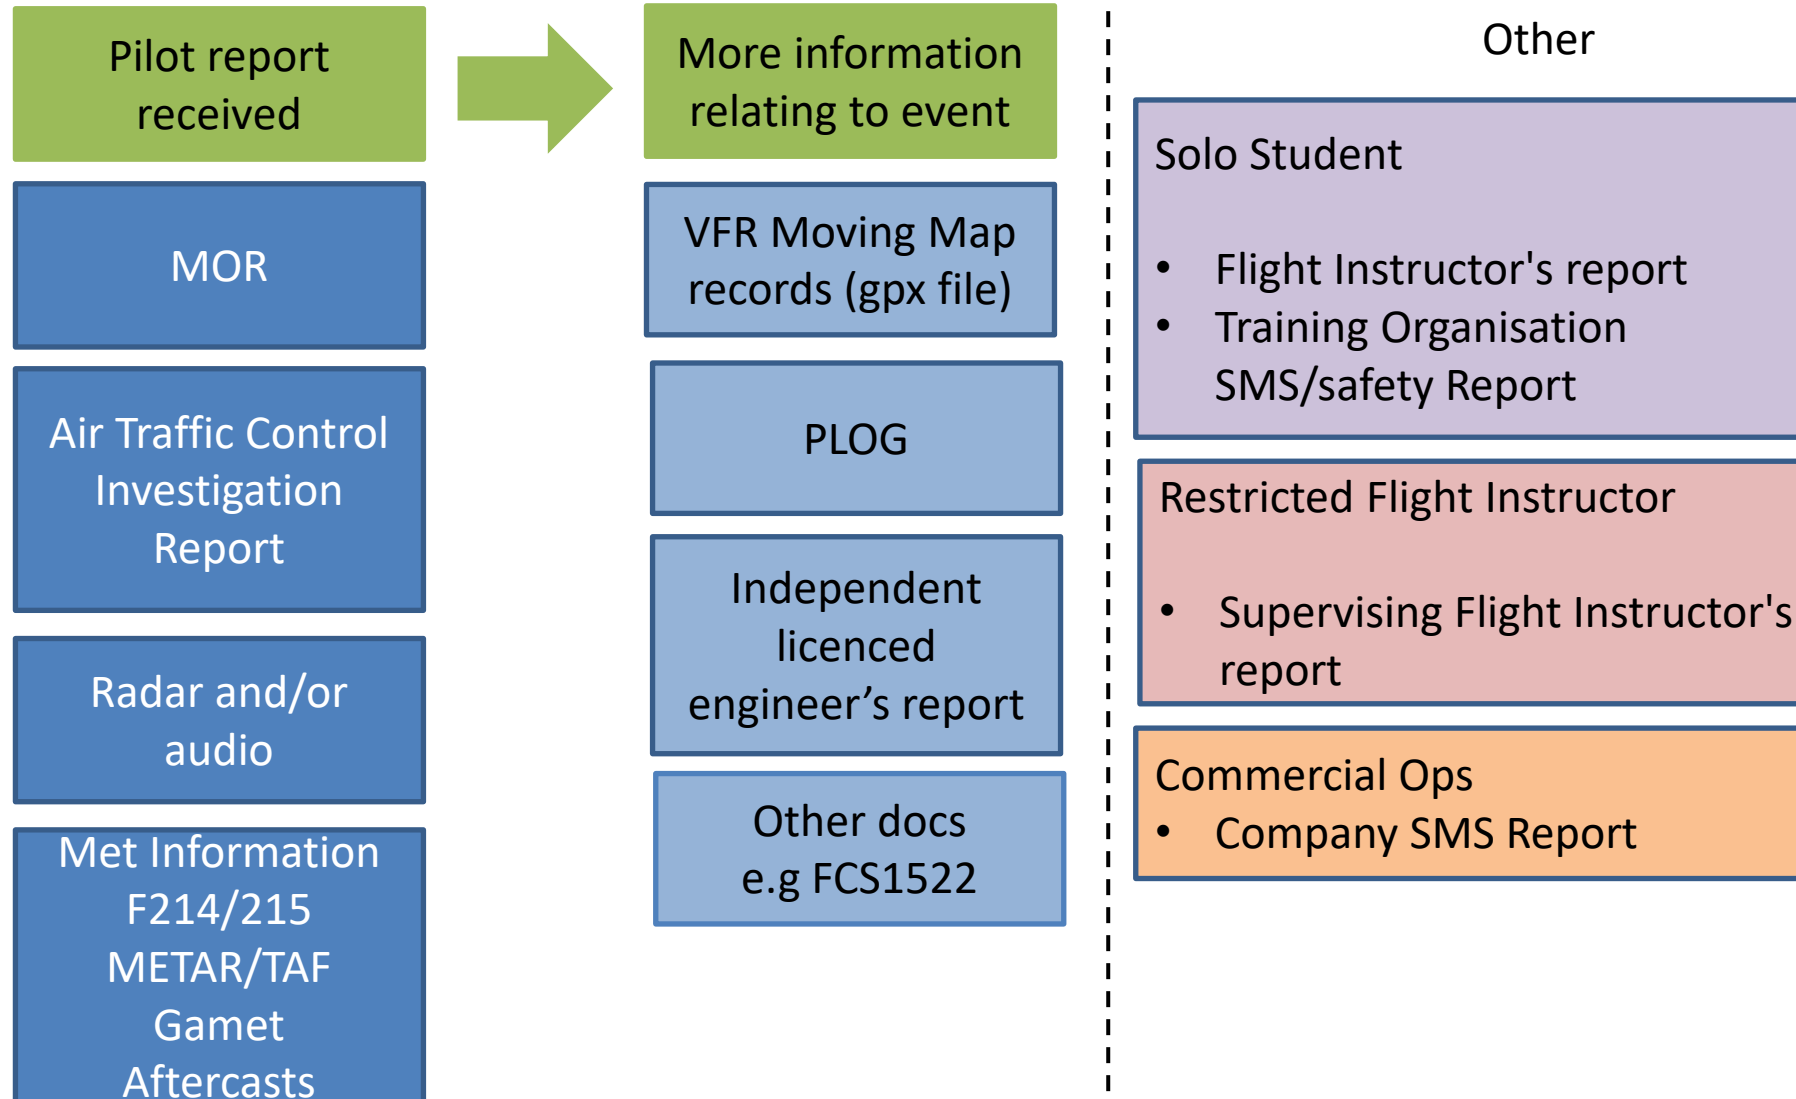 Pilot report
received
MOR
Air Traffic Control
Investigation
Report
Radar and/or
audio
Met Information
F214/215
METAR/TAF
Gamet
Aftercasts
More information
relating to event
VFR Moving Map
records (gpx file)
PLOG
Independent
licenced
engineer’s report
Other docs
e.g FCS1522
Other
Solo Student
• Flight Instructor's report
• Training Organisation
SMS/safety Report
Restricted Flight Instructor
• Supervising Flight Instructor's
report
Commercial Ops
• Company SMS Report